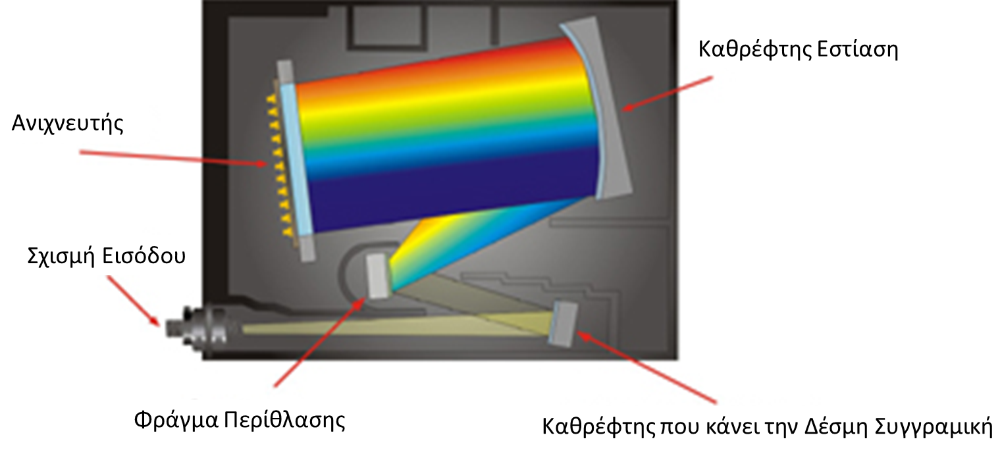 Καθρέφτης Εστίαση
Ανιχνευτής
Σχισμή Εισόδου
Φράγμα Περίθλασης
Καθρέφτης που κάνει την Δέσμη Συγγραμική